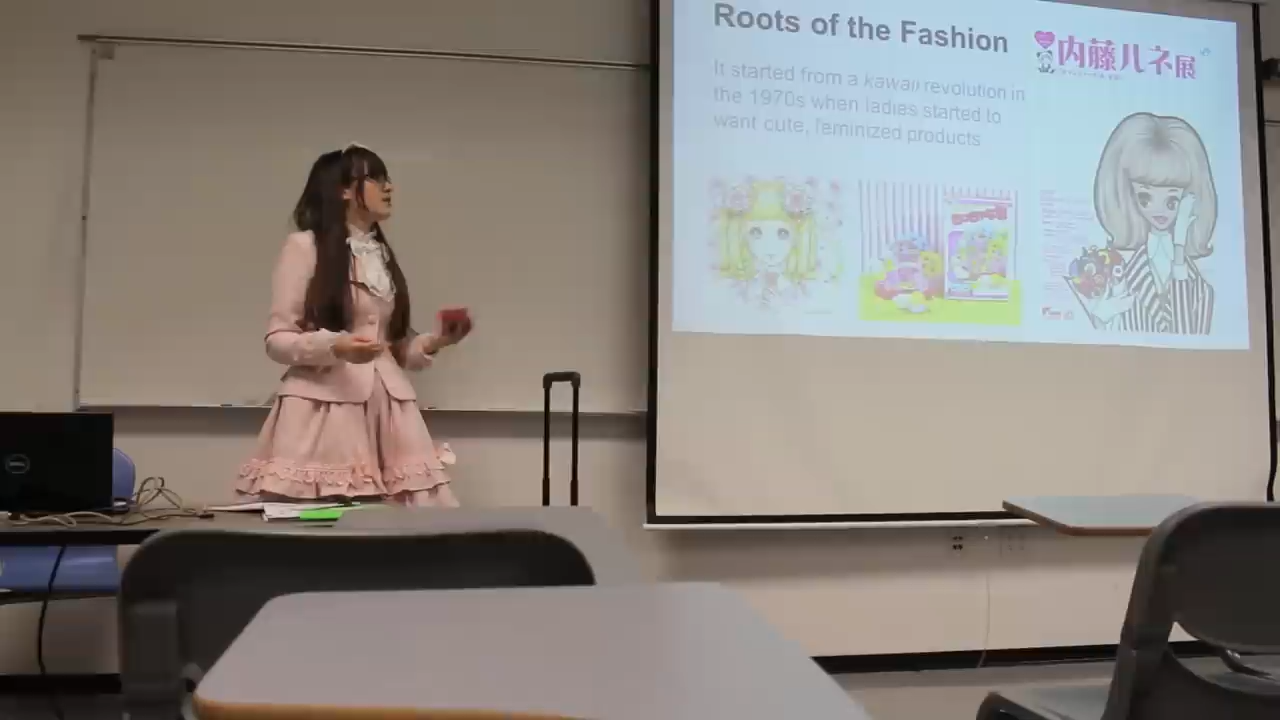 Roots of the Fashion
It started from a kawaii revolution in
the 1970s when ladies started to
want cute, feminized products
内藤ルネ展
DELL